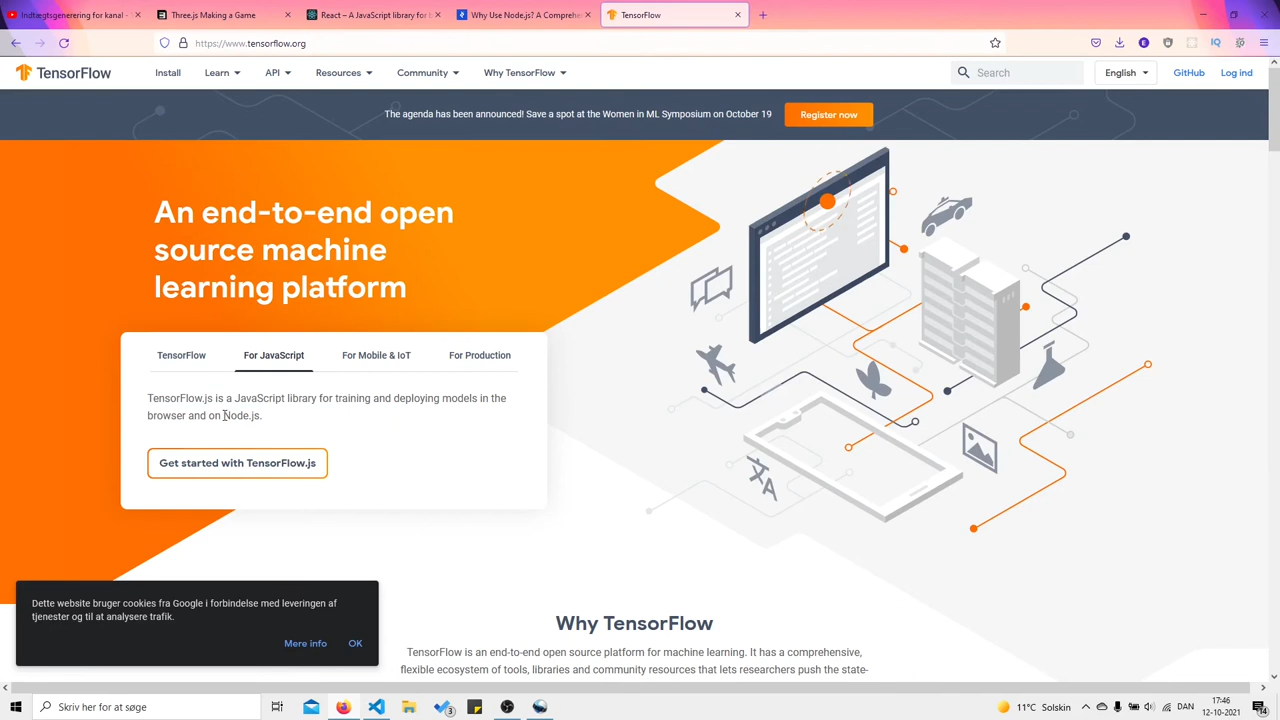 Indtægtsgenerering for kanal -
Three.js Making a Game
React – A JavaScript library for b
Why Use Node.js? A Comprehe
TensorFlow
https://www.tensorflow.org
TensorFlow
Install
Learn
API
Resources
Community
Why TensorFlow
Search
English
GitHub
Log ind
The agenda has been announced! Save a spot at the Women in ML Symposium on October 19
Register now
An end-to-end open
source machine
learning platform
TensorFlow
For JavaScript
For Mobile & IoT
For Production
TensorFlow.js is a JavaScript library for training and deploying models in the
browser and on Node.js.
Get started with TensorFlow.js
Dette website bruger cookies fra Google i forbindelse med leveringen af
tjenester og til at analysere trafik.
Mere info
OK
Why TensorFlow
TensorFlow is an end-to-end open source platform for machine learning. It has a comprehensive,
flexible ecosystem of tools, libraries and community resources that lets researchers push the state-
Skriv her for at søge
3
11°C Solskin
DAN
17:46
12-10-2021